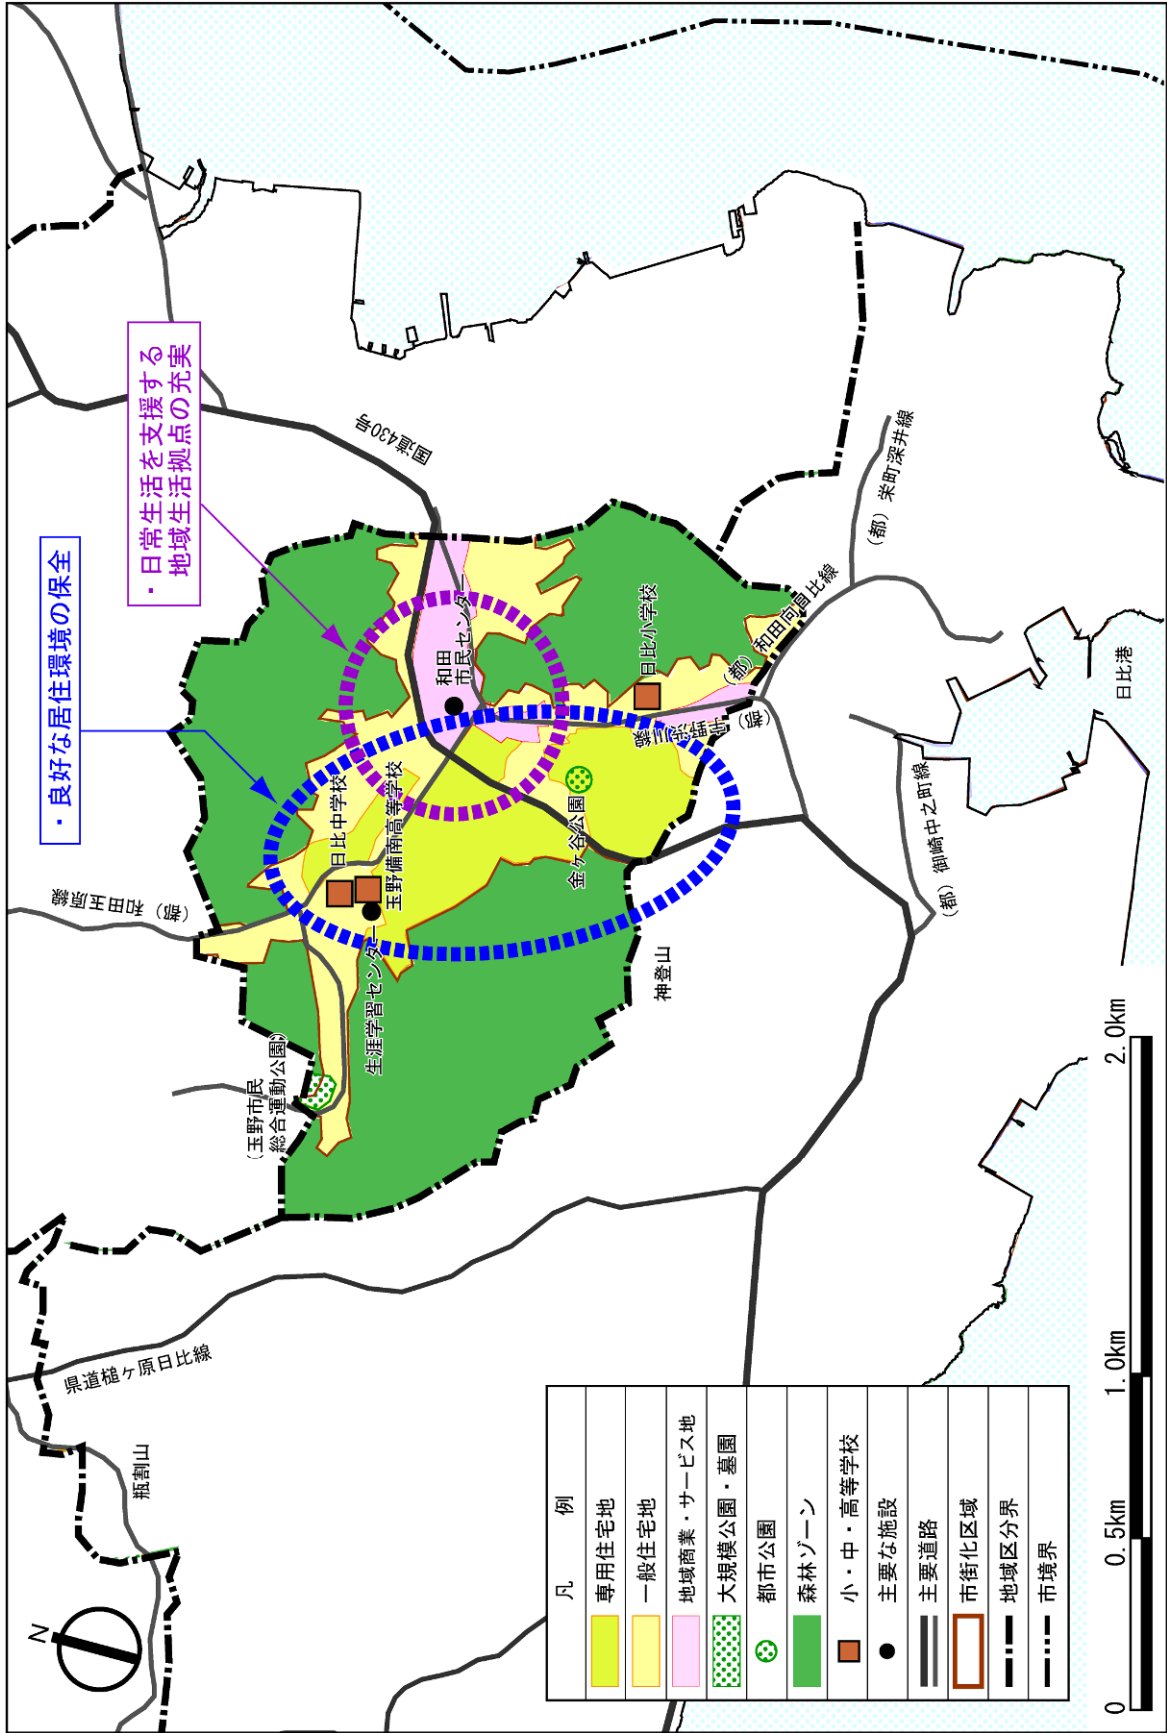 ・良好な居住環境の保全
・日常生活を支援する
地域生活拠点の充実
国道430号
(都) 和田玉原線
日比中学校
玉野備南高等学校
生涯学習センター
(玉野市民
総合運動公園)
和田
市民センター
金ヶ谷公園
日比小学校
(都) 宇野渋川線
(都) 和田向日比線
(都) 栄町深井線
(都) 御崎中之町線
日比港
神登山
県道槌ヶ原日比線
瓶割山
N
凡 例
専用住宅地
一般住宅地
地域商業・サービス地
大規模公園・墓園
都市公園
森林ゾーン
小・中・高等学校
主要な施設
主要道路
市街化区域
地域区分界
市境界
0 0.5km 1.0km 2.0km